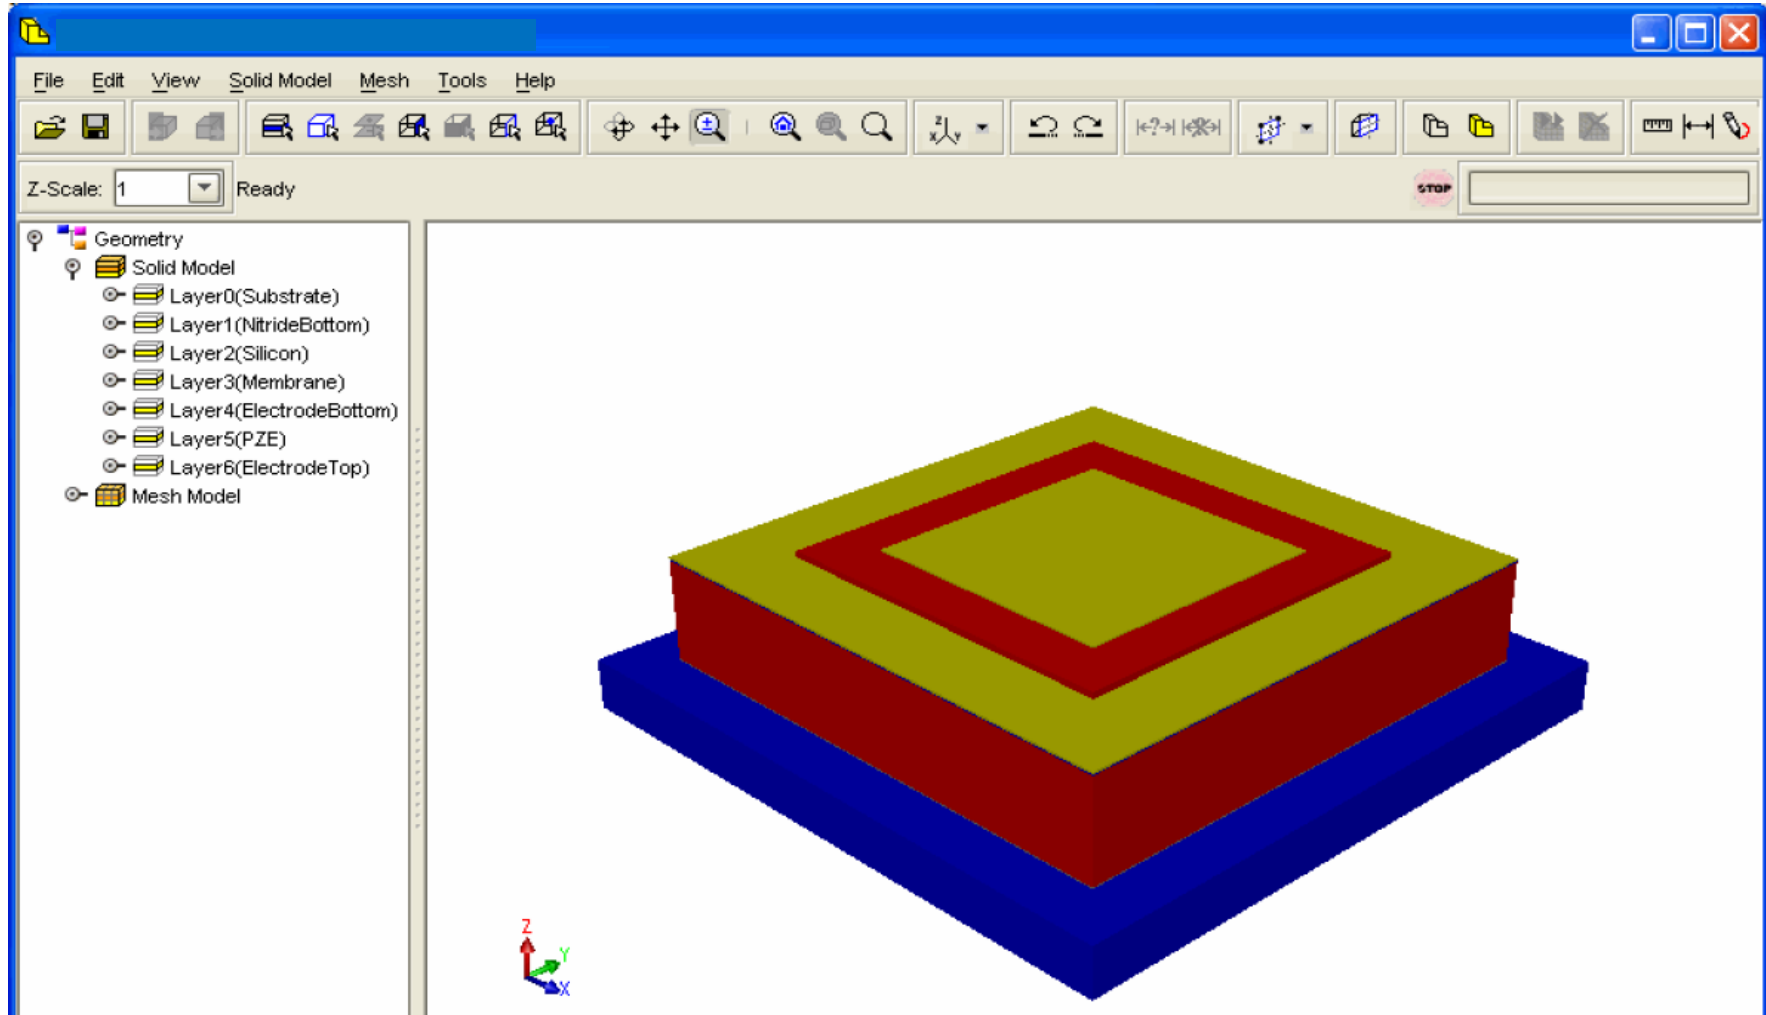 File Edit View Solid Model Mesh Tools Help
Z-Scale: 1 Ready STOP
Geometry
Solid Model
Layer0(Substrate)
Layer1(NitrideBottom)
Layer2(Silicon)
Layer3(Membrane)
Layer4(ElectrodeBottom)
Layer5(PZE)
Layer6(ElectrodeTop)
Mesh Model
Z
Y
X